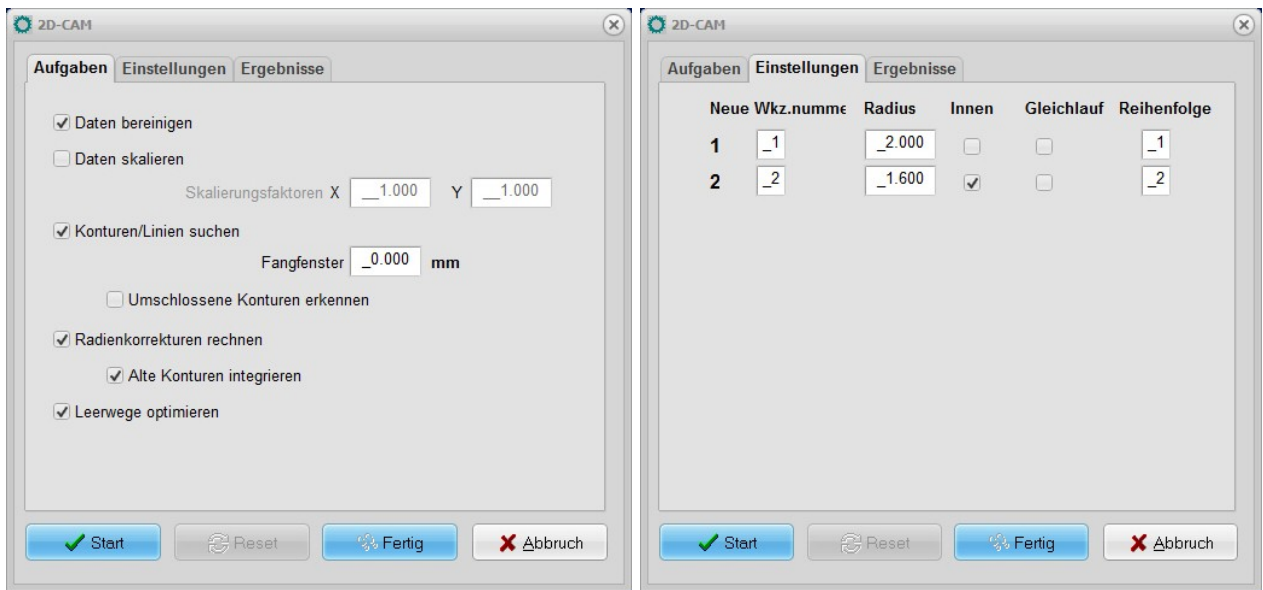 2D-CAM
Aufgaben Einstellungen Ergebnisse
Daten bereinigen
Daten skalieren
Skalierungsfaktoren X __1.000 Y __1.000
Konturen/Linien suchen
Fangfenster _0.000 mm
Umschlossene Konturen erkennen
Radienkorrekturen rechnen
Alte Konturen integrieren
Leerwege optimieren
Start Reset Fertig Abbruch
2D-CAM
Aufgaben Einstellungen Ergebnisse
Neue Wkz.numme Radius Innen Gleichlauf Reihenfolge
1 _1 _2.000 _1
2 _2 _1.600 _2
Start Reset Fertig Abbruch